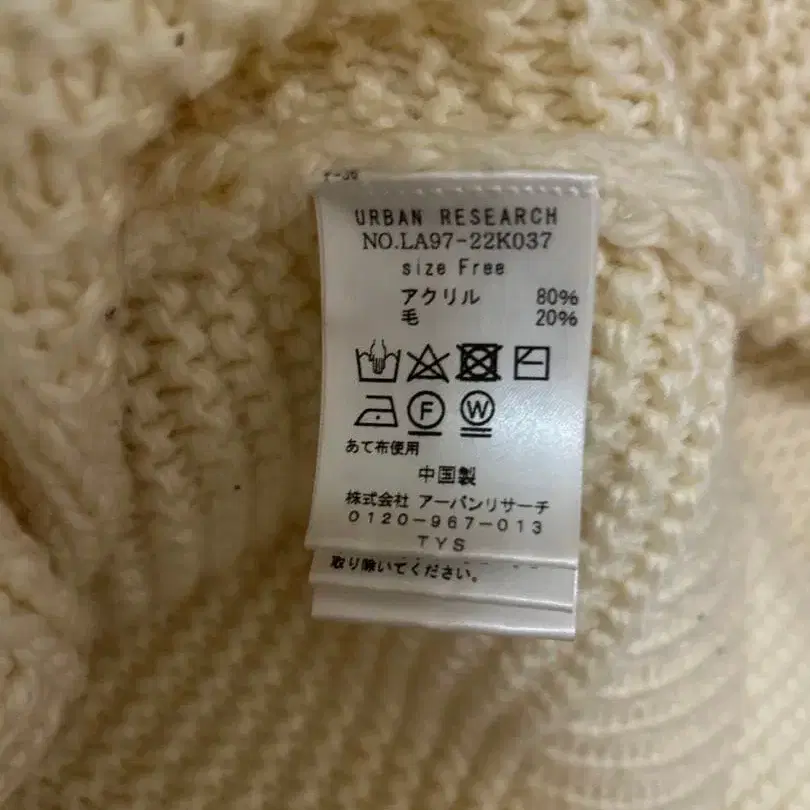 URBAN RESEARCH
NO.LA97-22K037
size Free
アクリル 80%
毛 20%
F W
あて布使用
中国製
株式会社 アーバンリサーチ
0120-967-013
TYS
取り除いてください。